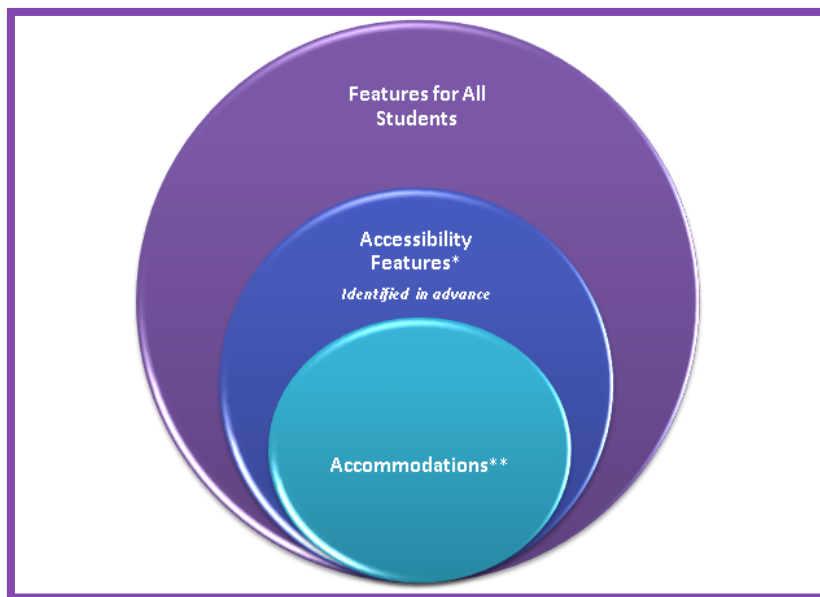 Features for All
Students
Accessibility
Features*
Identified in advance
Accommodations**